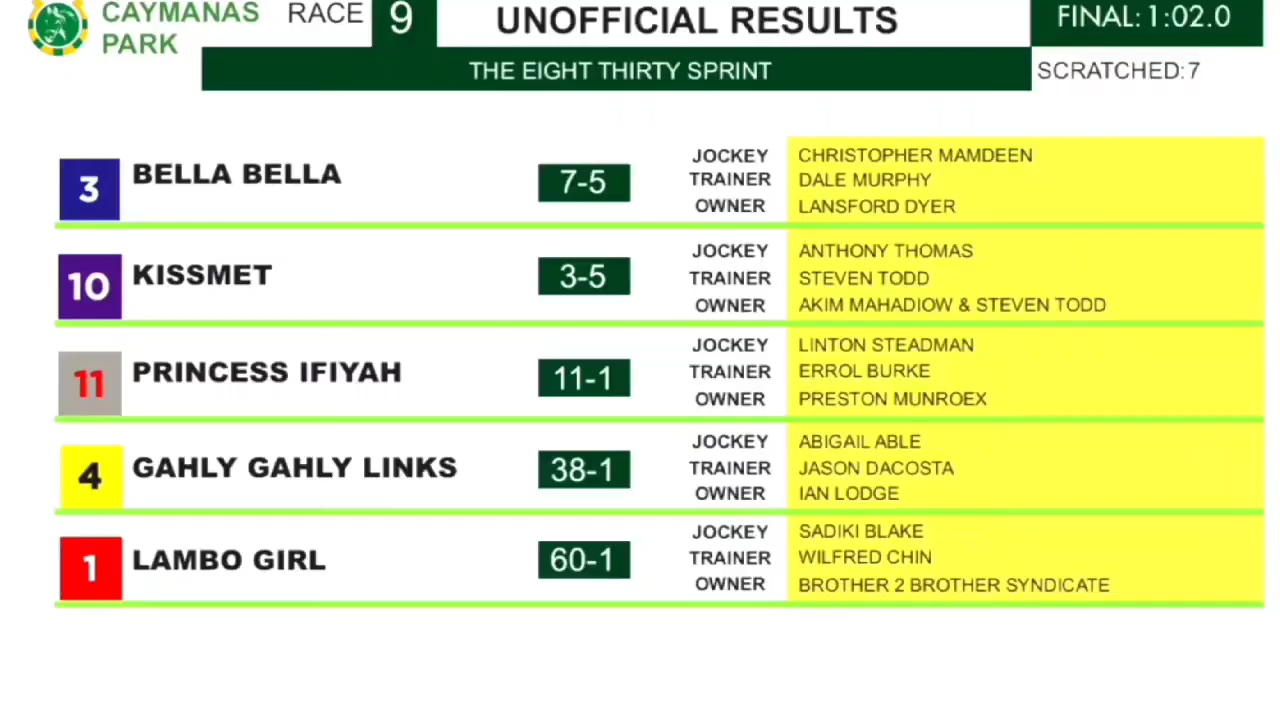 CAYMANAS PARK
RACE 9
UNOFFICIAL RESULTS
FINAL: 1:02.0
THE EIGHT THIRTY SPRINT
SCRATCHED:7
3 BELLA BELLA 7-5
JOCKEY CHRISTOPHER MAMDEEN
TRAINER DALE MURPHY
OWNER LANSFORD DYER
10 KISSMET 3-5
JOCKEY ANTHONY THOMAS
TRAINER STEVEN TODD
OWNER AKIM MAHADIOW & STEVEN TODD
11 PRINCESS IFIYAH 11-1
JOCKEY LINTON STEADMAN
TRAINER ERROL BURKE
OWNER PRESTON MUNROEX
4 GAHLY GAHLY LINKS 38-1
JOCKEY ABIGAIL ABLE
TRAINER JASON DACOSTA
OWNER IAN LODGE
1 LAMBO GIRL 60-1
JOCKEY SADIKI BLAKE
TRAINER WILFRED CHIN
OWNER BROTHER 2 BROTHER SYNDICATE